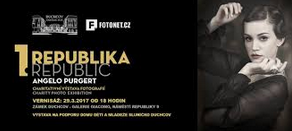 DUCHCOV
F FOTONET.CZ
1 REPUBLIKA
REPUBLIC
ANGELO PURGERT
CHARITATIVNÍ VÝSTAVA FOTOGRAFIÍ
CHARITY PHOTO EXHIBITION
VERNISÁŽ: 29.3.2017 OD 18 HODIN
ZÁMEK DUCHCOV - GALERIE GIACOMO, NÁMĚSTÍ REPUBLIKY 9
VÝSTAVA NA PODPORU DOMU DĚTÍ A MLÁDEŽE SLUNÍČKO DUCHCOV